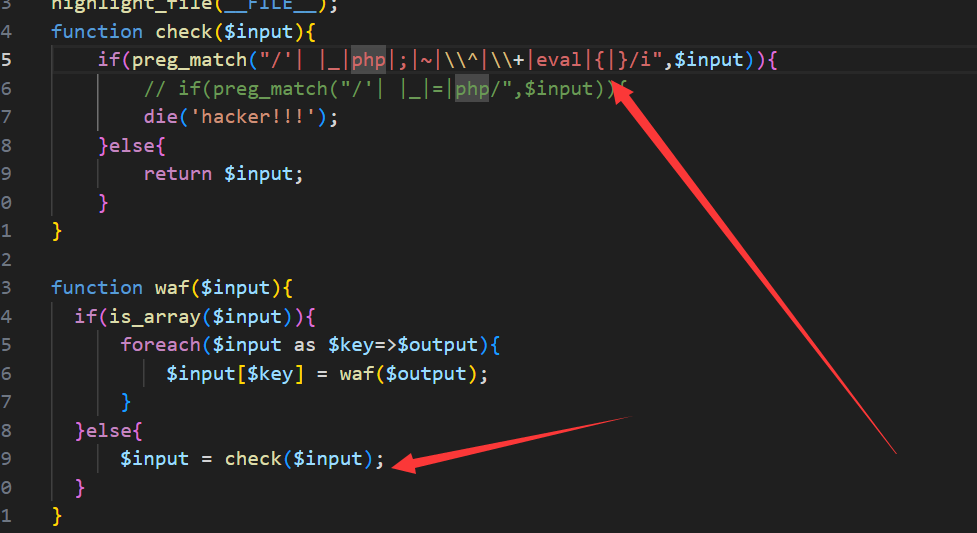 3 highlight_file(__FILE__);
4 function check($input){
5 if(preg_match("/'| |_|php|;|~|\\^|\\+|eval|{|}/i",$input)){
6 // if(preg_match("/'| |_|=|php/",$input)){
7 die('hacker!!!');
8 }else{
9 return $input;
0 }
1 }
2
3 function waf($input){
4 if(is_array($input)){
5 foreach($input as $key=>$output){
6 $input[$key] = waf($output);
7 }
8 }else{
9 $input = check($input);
0 }
1 }